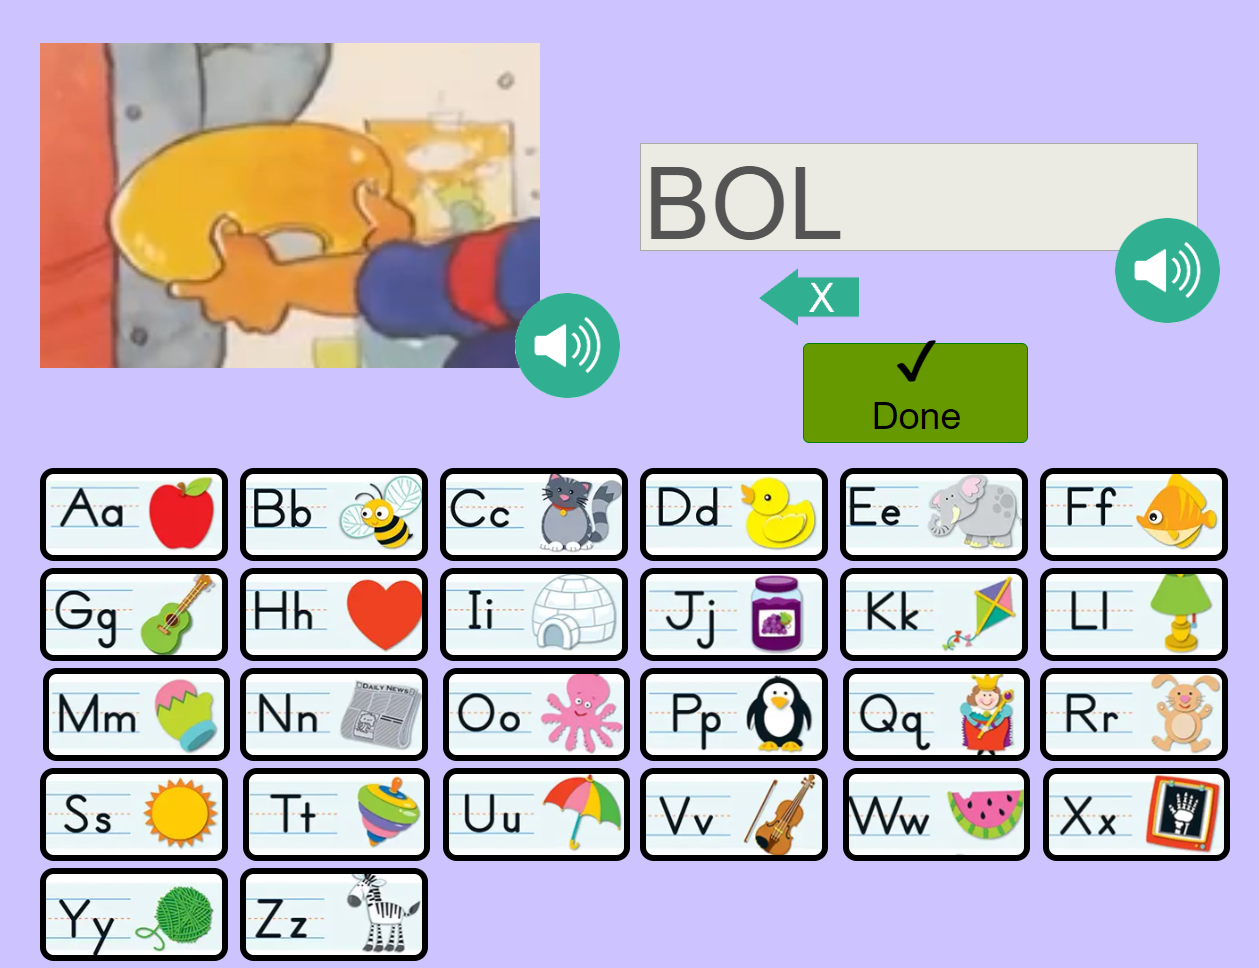 BOL
X
✓
Done
Aa
Bb
Cc
Dd
Ee
Ff
Gg
Hh
Ii
Jj
Kk
Ll
Mm
Nn
DAILY NEWS
Oo
Pp
Qq
Rr
Ss
Tt
Uu
Vv
Ww
Xx
Yy
Zz